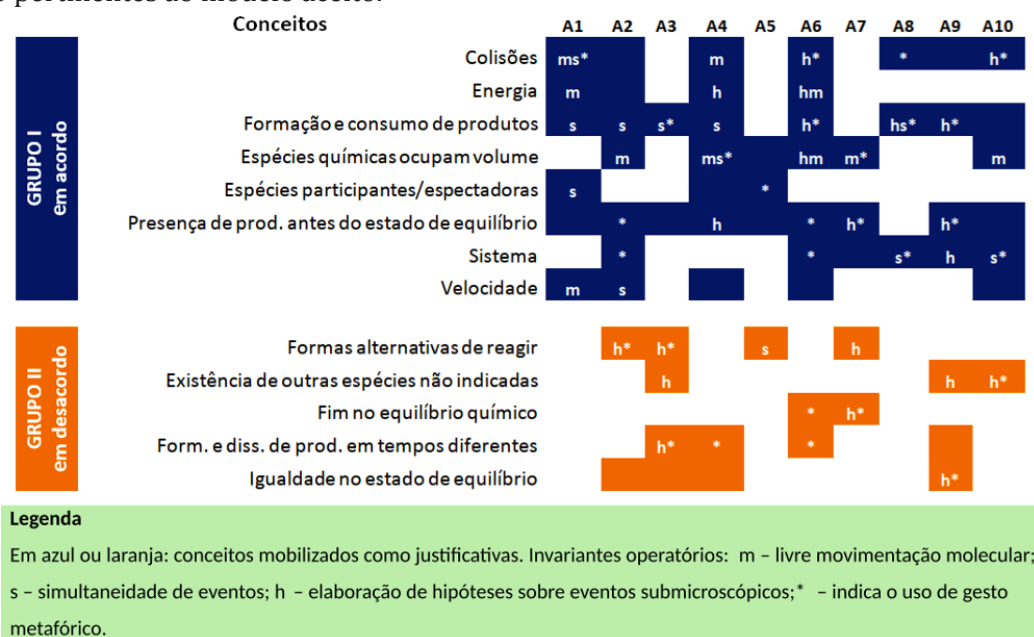 pertinentes ao modelo aceito.
Conceitos A1 A2 A3 A4 A5 A6 A7 A8 A9 A10
GRUPO I
em acordo
Colisões ms* m h* * h*
Energia m h hm
Formação e consumo de produtos s s s* s h* hs* h*
Espécies químicas ocupam volume m ms* hm m* m
Espécies participantes/espectadoras s *
Presença de prod. antes do estado de equilíbrio * h * h* h*
Sistema * * s* h s*
Velocidade m s
GRUPO II
em desacordo
Formas alternativas de reagir h* h* s h
Existência de outras espécies não indicadas h h h*
Fim no equilíbrio químico * h*
Form. e diss. de prod. em tempos diferentes h* * *
Igualdade no estado de equilíbrio h*
Legenda
Em azul ou laranja: conceitos mobilizados como justificativas. Invariantes operatórios: m – livre movimentação molecular;
s – simultaneidade de eventos; h – elaboração de hipóteses sobre eventos submicroscópicos;* – indica o uso de gesto
metafórico.